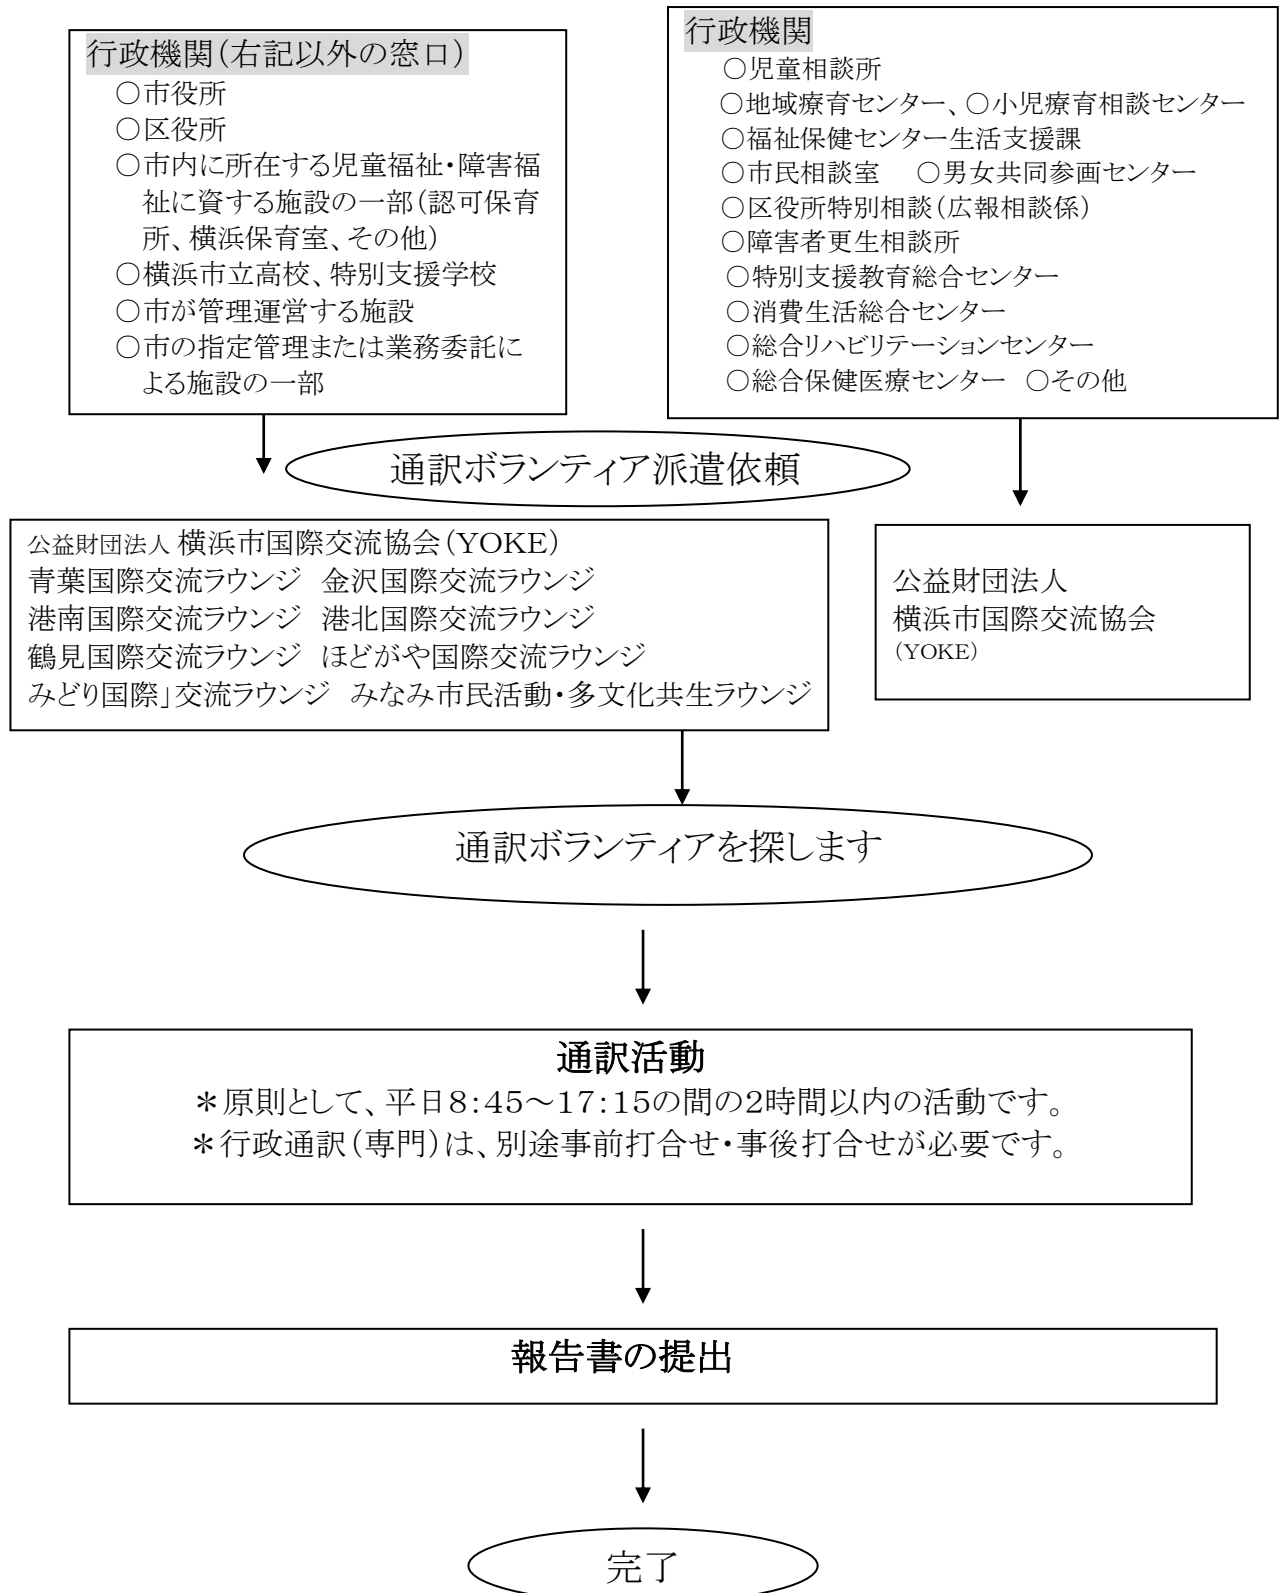 行政機関(右記以外の窓口)
○市役所
○区役所
○市内に所在する児童福祉・障害福
祉に資する施設の一部(認可保育
所、横浜保育室、その他)
○横浜市立高校、特別支援学校
○市が管理運営する施設
○市の指定管理または業務委託に
よる施設の一部
行政機関
○児童相談所
○地域療育センター、○小児療育相談センター
○福祉保健センター生活支援課
○市民相談室　○男女共同参画センター
○区役所特別相談(広報相談係)
○障害者更生相談所
○特別支援教育総合センター
○消費生活総合センター
○総合リハビリテーションセンター
○総合保健医療センター　○その他
通訳ボランティア派遣依頼
公益財団法人 横浜市国際交流協会(YOKE)
青葉国際交流ラウンジ　金沢国際交流ラウンジ
港南国際交流ラウンジ　港北国際交流ラウンジ
鶴見国際交流ラウンジ　ほどがや国際交流ラウンジ
みどり国際」交流ラウンジ　みなみ市民活動・多文化共生ラウンジ
公益財団法人
横浜市国際交流協会
(YOKE)
通訳ボランティアを探します
通訳活動
＊原則として、平日8:45～17:15の間の2時間以内の活動です。
＊行政通訳(専門)は、別途事前打合せ・事後打合せが必要です。
報告書の提出
完了